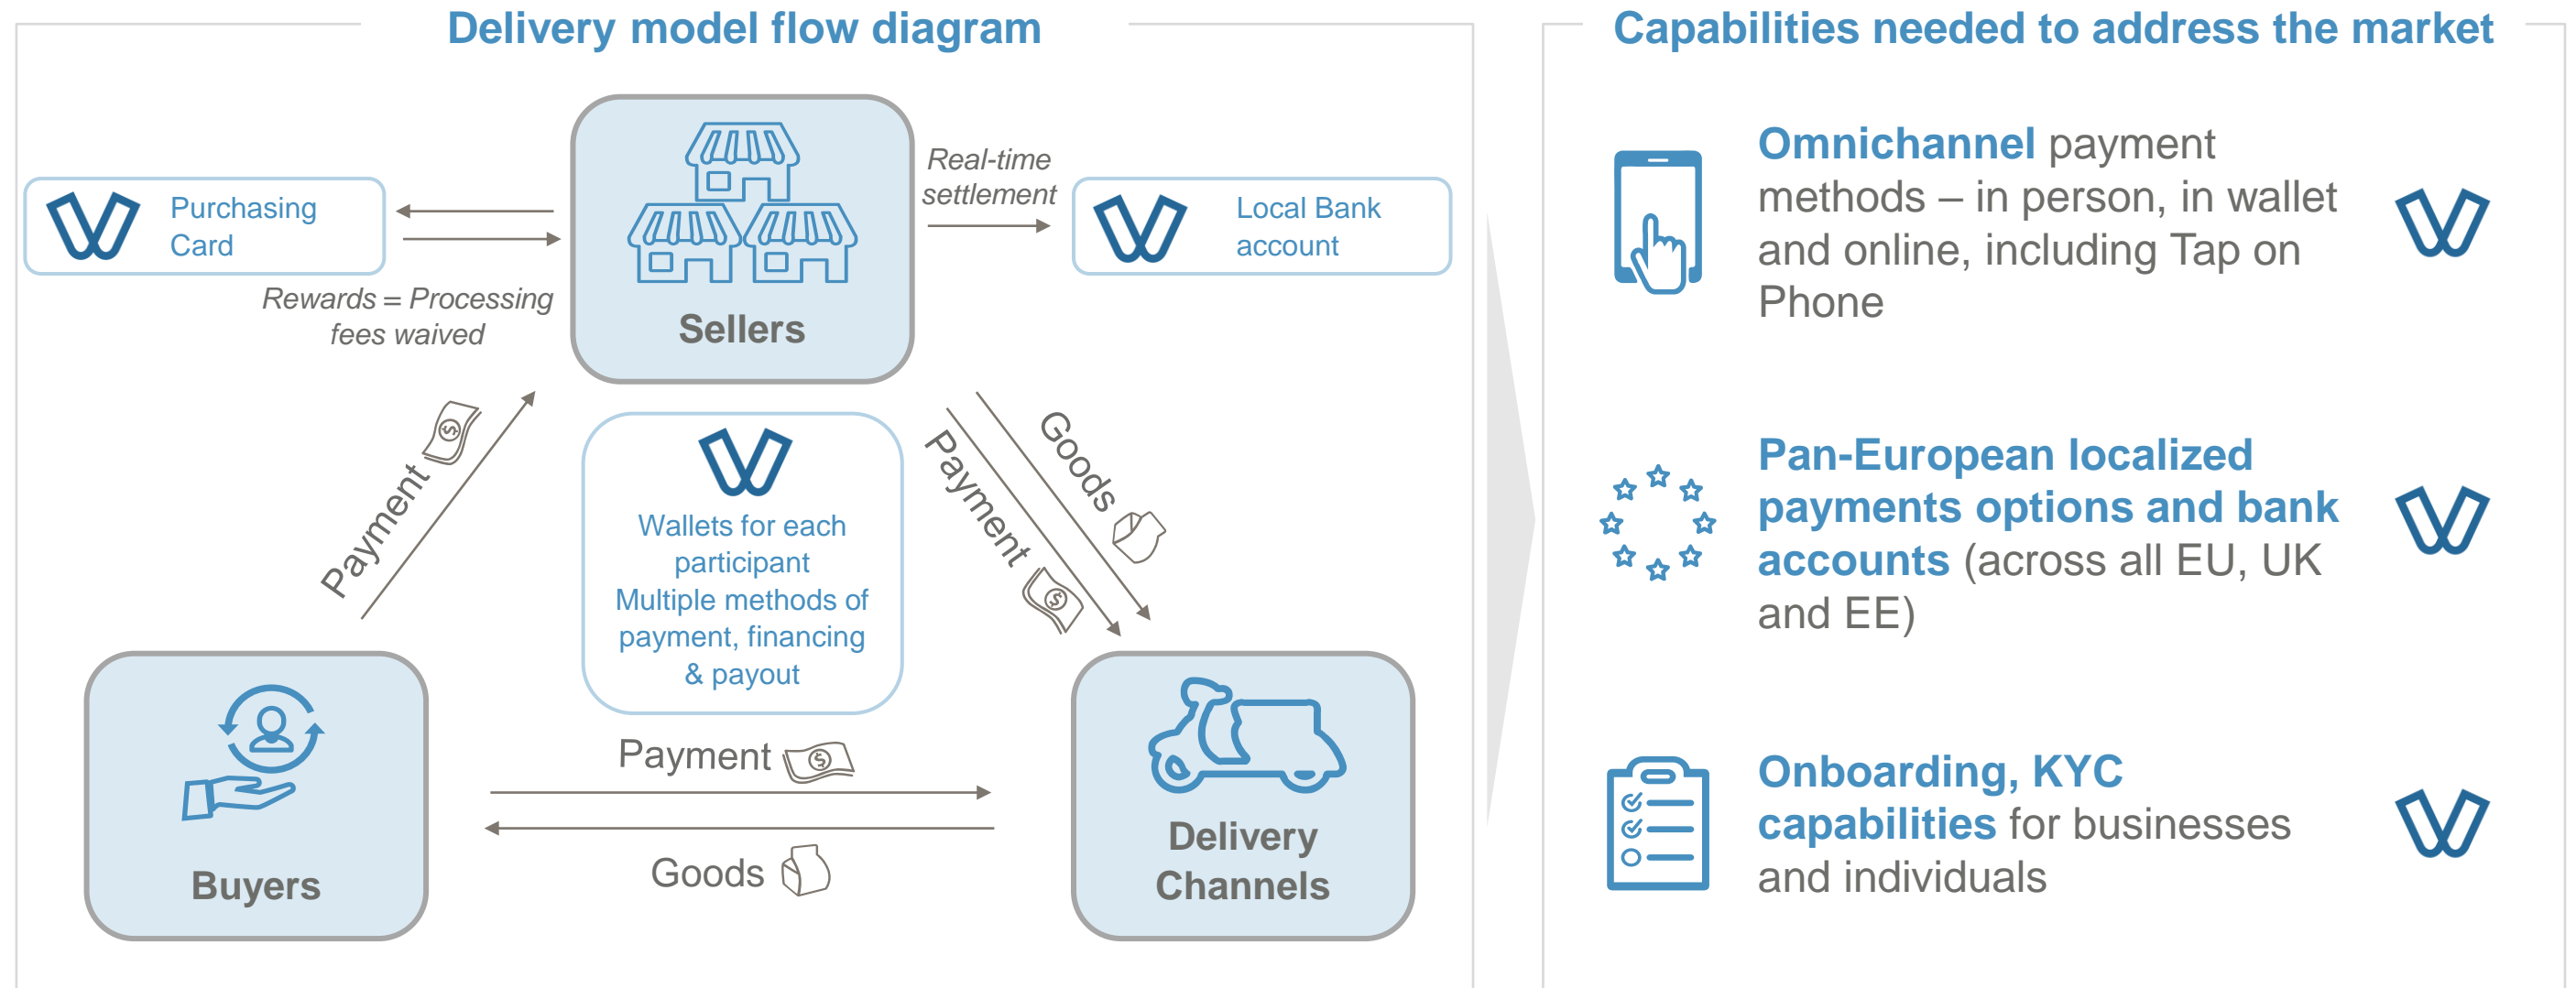 Delivery model flow diagram
Purchasing
Card
Rewards = Processing
fees waived
Sellers
Real-time
settlement
Local Bank
account
Payment
Payment
Goods
Wallets for each
participant
Multiple methods of
payment, financing
& payout
Buyers
Payment
Goods
Delivery
Channels
Capabilities needed to address the market
Omnichannel payment
methods – in person, in wallet
and online, including Tap on
Phone
Pan-European localized
payments options and bank
accounts (across all EU, UK
and EE)
Onboarding, KYC
capabilities for businesses
and individuals